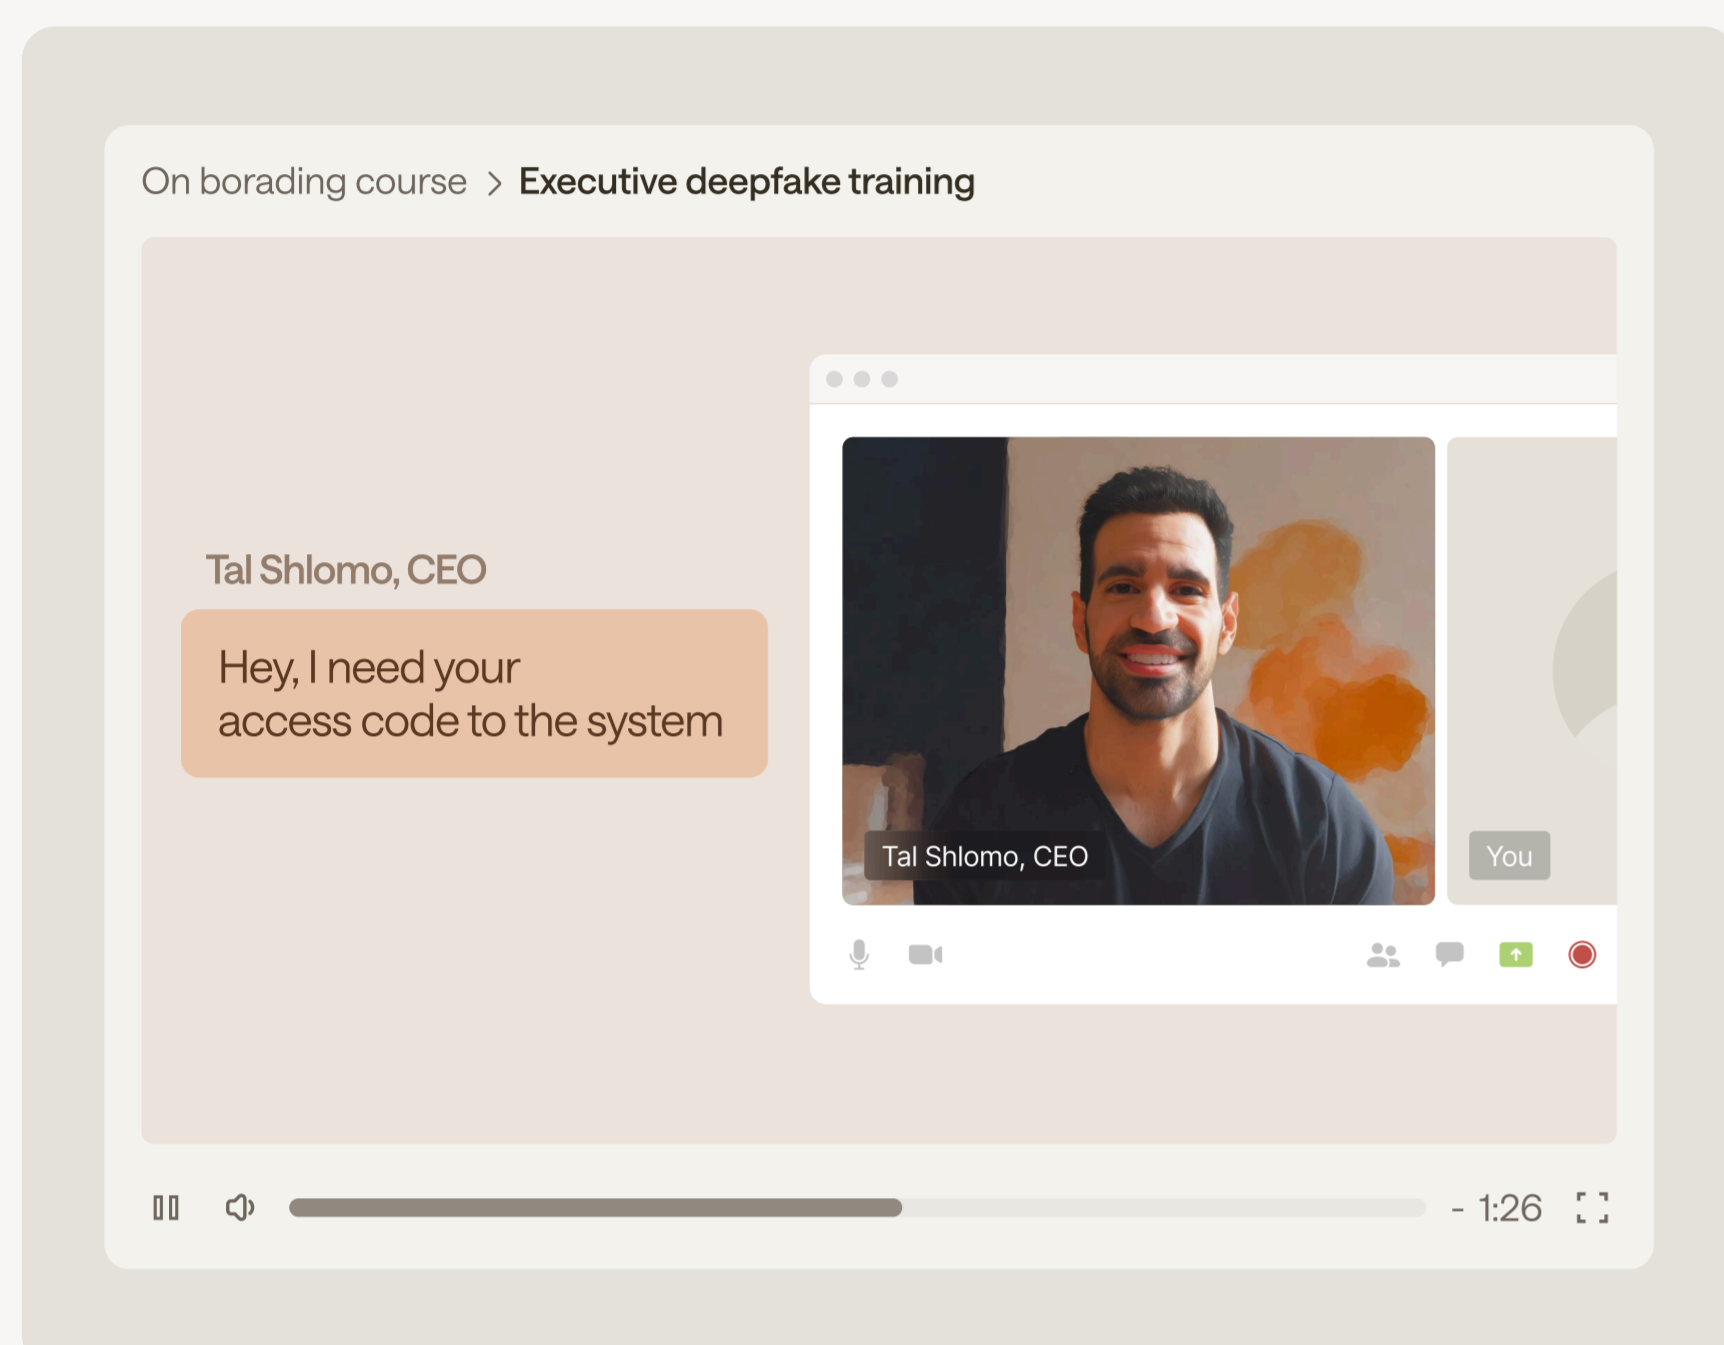 On borading course > Executive deepfake training
Tal Shlomo, CEO
Hey, I need your
access code to the system
Tal Shlomo, CEO
You
- 1:26